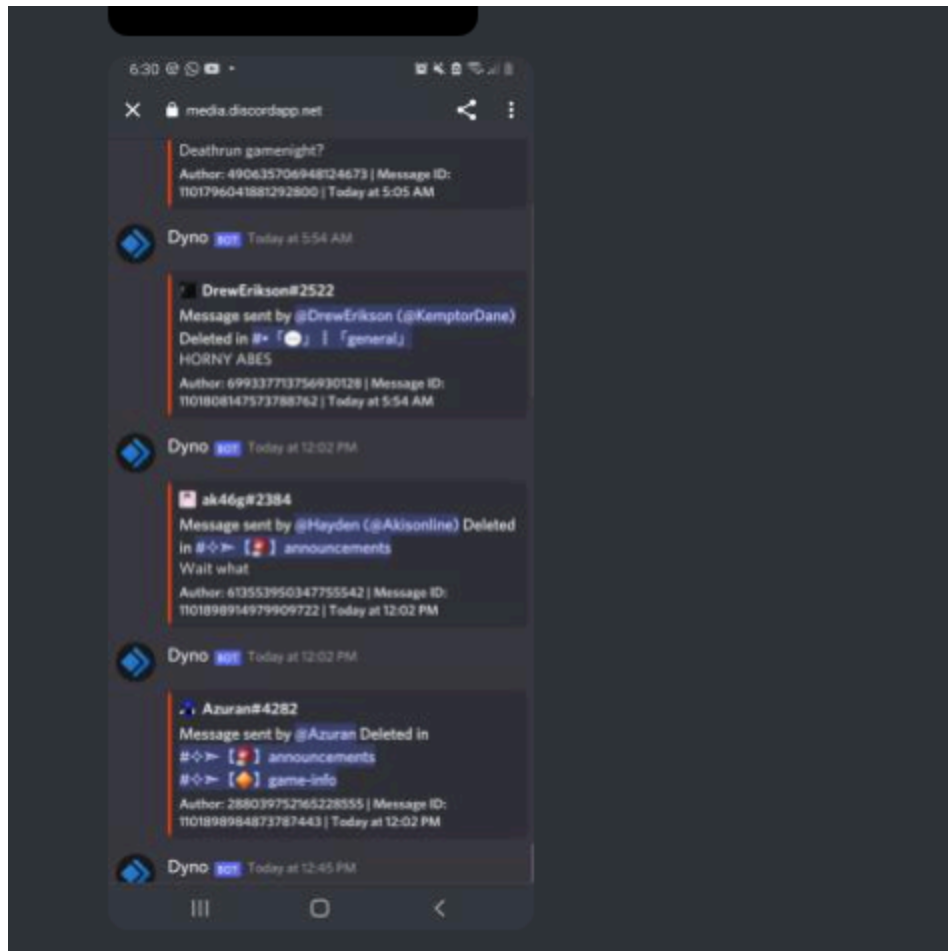 6:30
media.discordapp.net
Deathrun gamenight?
Author: 490635706948124673 | Message ID:
1101796041881292800 | Today at 5:05 AM
Dyno BOT Today at 5:54 AM
DrewErikson#2522
Message sent by @DrewErikson (@KemptorDane)
Deleted in #• 「💬」 | 「general」
HORNY ABES
Author: 699337713756930128 | Message ID:
1101808147573788762 | Today at 5:54 AM
Dyno BOT Today at 12:02 PM
ak46g#2384
Message sent by @Hayden (@Akisonline) Deleted
in #⊹➣ 【🚨】 announcements
Wait what
Author: 613553950347755542 | Message ID:
1101898914979909722 | Today at 12:02 PM
Dyno BOT Today at 12:02 PM
Azuran#4282
Message sent by @Azuran Deleted in
#⊹➣ 【🚨】 announcements
#⊹➣ 【🔶】 game-info
Author: 288039752165228555 | Message ID:
1101898984873787443 | Today at 12:02 PM
Dyno BOT Today at 12:45 PM